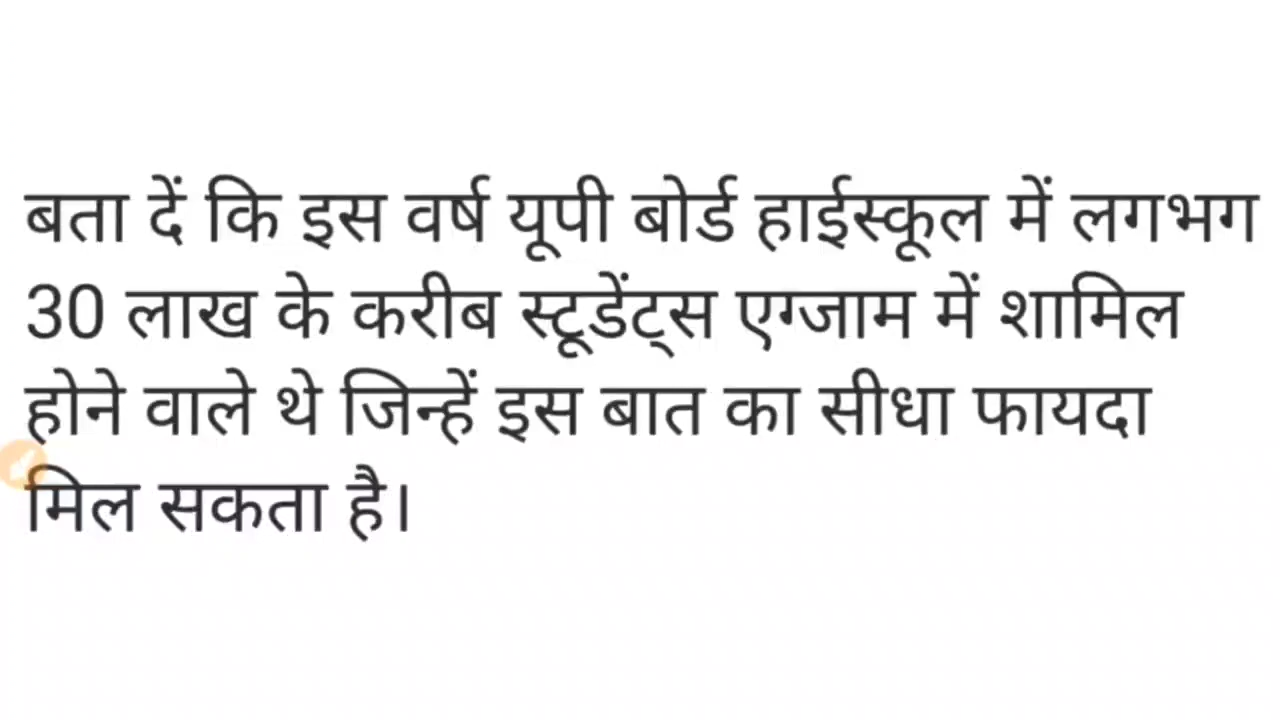 बता दें कि इस वर्ष यूपी बोर्ड हाईस्कूल में लगभग
30 लाख के करीब स्टूडेंट्स एग्जाम में शामिल
होने वाले थे जिन्हें इस बात का सीधा फायदा
मिल सकता है।